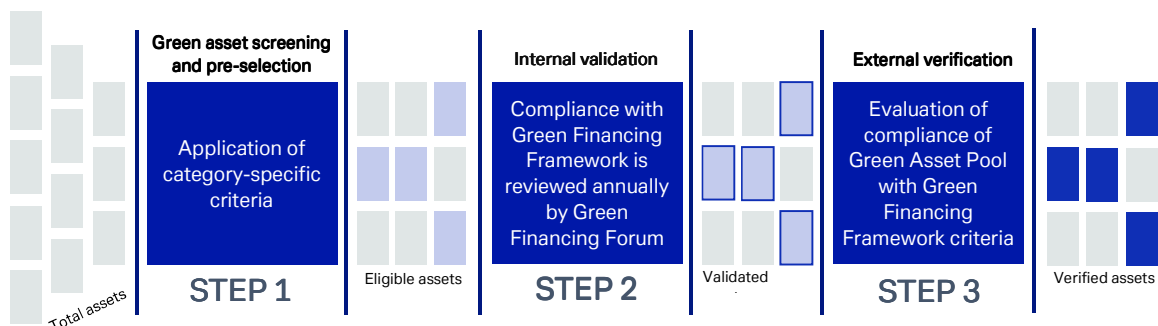 Total assets
Green asset screening
and pre-selection
Application of
category-specific
criteria
STEP 1
Eligible assets
Internal validation
Compliance with
Green Financing
Framework is
reviewed annually
by Green
Financing Forum
STEP 2
Validated
External verification
Evaluation of
compliance of
Green Asset Pool
with Green
Financing
Framework criteria
STEP 3
Verified assets